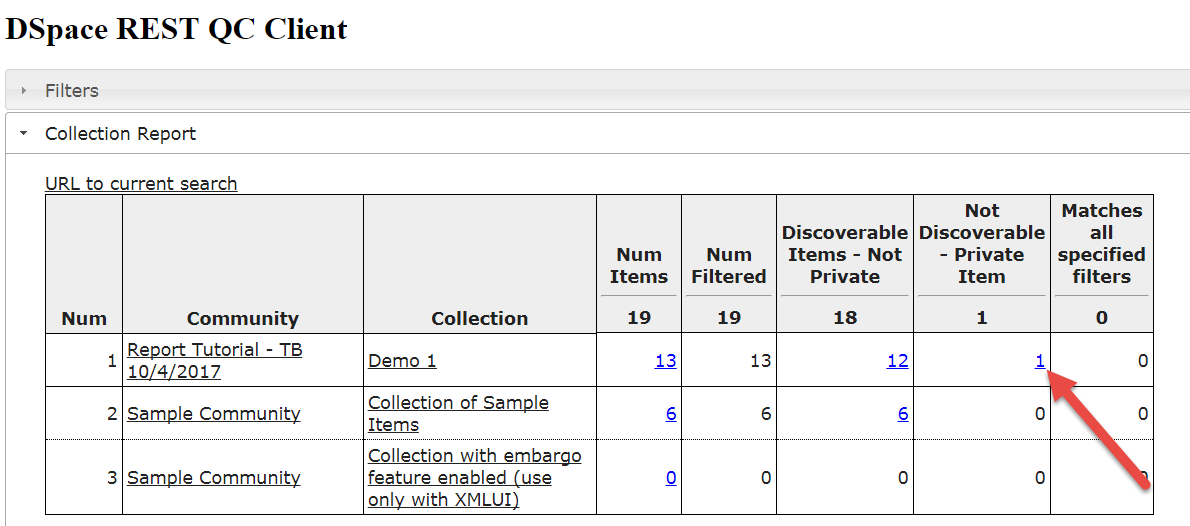 DSpace REST QC Client
Filters
Collection Report
URL to current search
Num Community Collection Num Items Num Filtered Discoverable Items - Not Private Not Discoverable - Private Item Matches all specified filters
19 19 18 1 0
1 Report Tutorial - TB 10/4/2017 Demo 1 13 13 12 1 0
2 Sample Community Collection of Sample Items 6 6 6 0 0
3 Sample Community Collection with embargo feature enabled (use only with XMLUI) 0 0 0 0 0